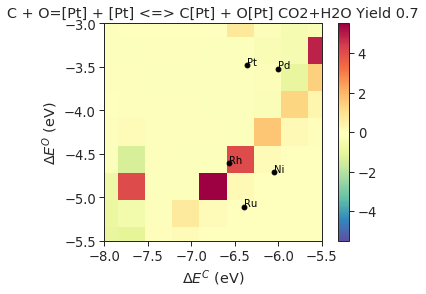 C + O=[Pt] + [Pt] <=> C[Pt] + O[Pt] CO2+H2O Yield 0.7
−3.0
−3.5
−4.0
−4.5
−5.0
−5.5
ΔE^O (eV)
Pt
Pd
Rh
Ni
Ru
−8.0 −7.5 −7.0 −6.5 −6.0 −5.5
ΔE^C (eV)
4
2
0
−2
−4